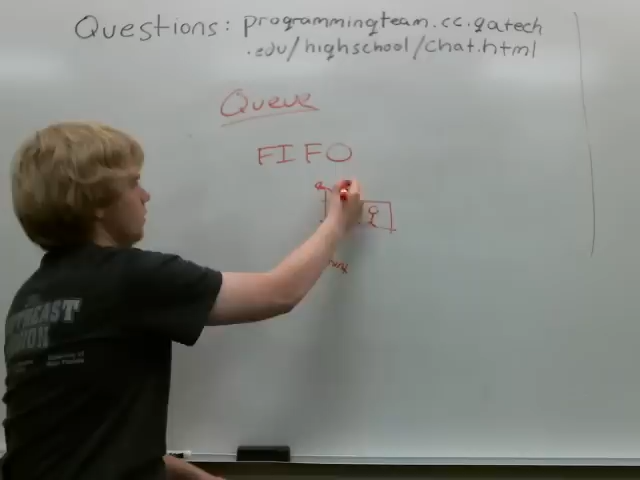 Questions: programmingteam.cc.gatech
.edu/highschool/chat.html
Queue
FIFO